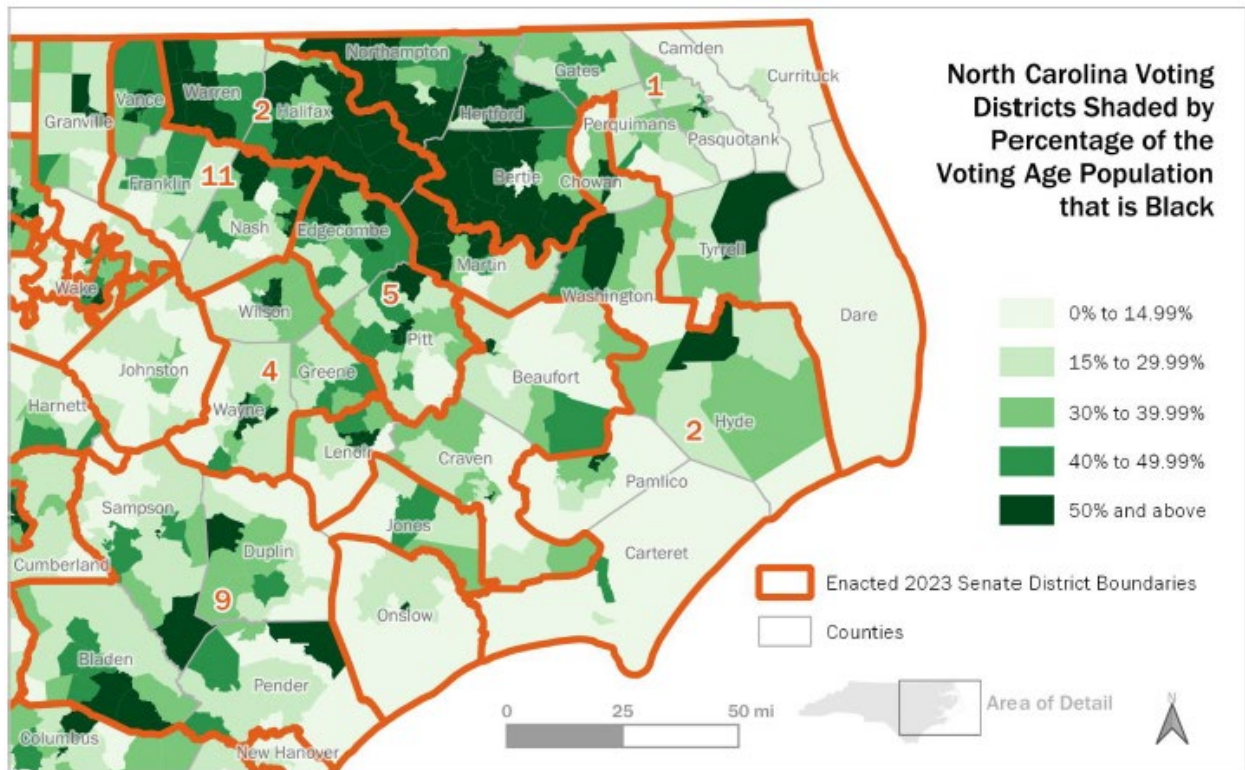 North Carolina Voting
Districts Shaded by
Percentage of the
Voting Age Population
that is Black
0% to 14.99%
15% to 29.99%
30% to 39.99%
40% to 49.99%
50% and above
Enacted 2023 Senate District Boundaries
Counties
Area of Detail
N
0 25 50 mi
Northampton
Camden
Currituck
Gates
1
Vance
Warren
2
Halifax
Granville
Hertford
Perquimans
Pasquotank
Franklin
11
Bertie
Chowan
Nash
Edgecombe
Tyrrell
Martin
Wake
5
Washington
Wilson
Dare
Pitt
Johnston
4
Greene
Beaufort
Harnett
Wayne
2
Hyde
Lenoir
Craven
Sampson
Pamlico
Jones
Duplin
Carteret
Cumberland
9
Onslow
Bladen
Pender
Columbus
New Hanover